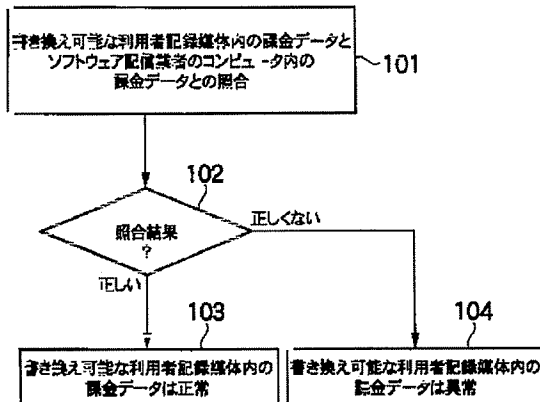 書き換え可能な利用者記録媒体内の課金データと
ソフトウェア配信業者のコンピュータ内の
課金データとの照合
101
102
照合結果
?
正しくない
正しい
103
104
書き換え可能な利用者記録媒体内の
課金データは正常
書き換え可能な利用者記録媒体内の
課金データは異常